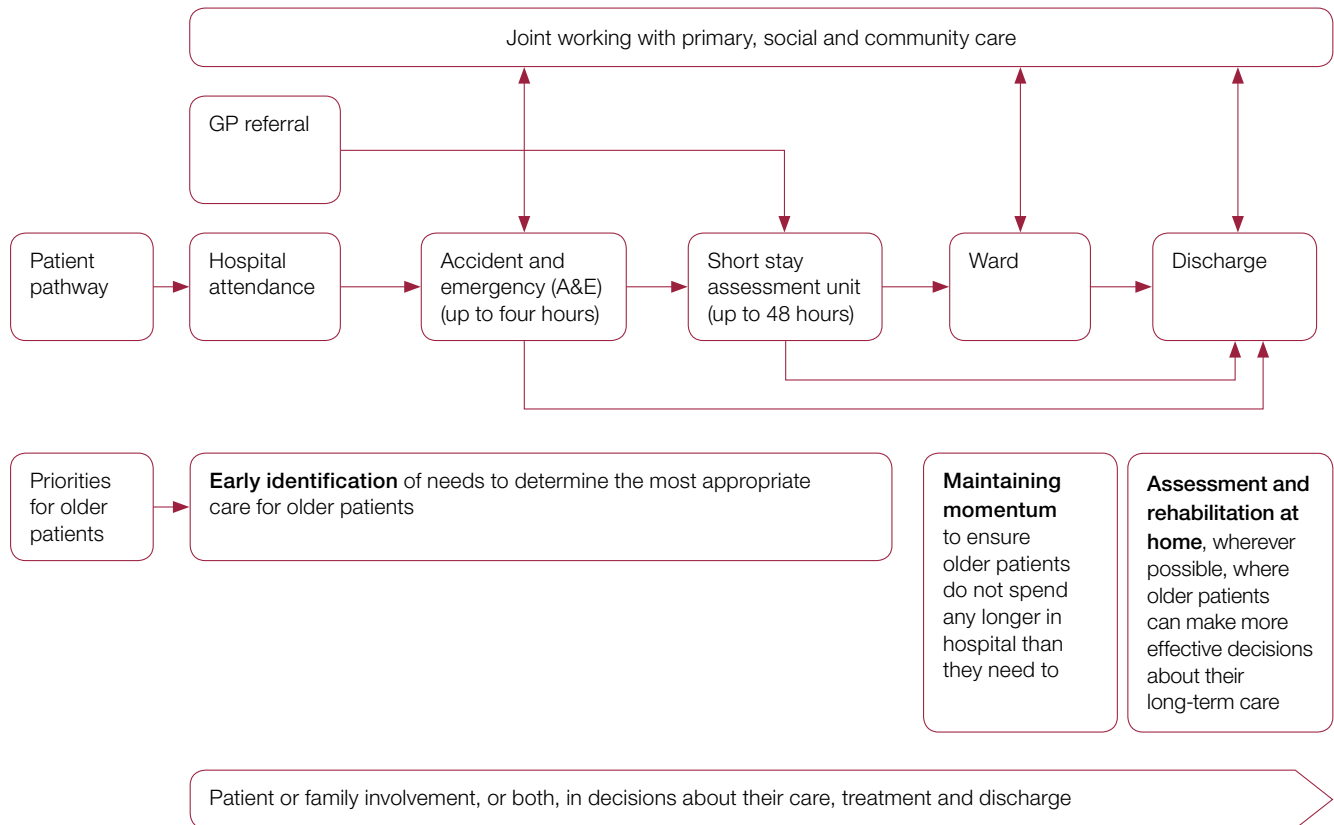 Joint working with primary, social and community care
GP referral
Patient
pathway
Hospital
attendance
Accident and
emergency (A&E)
(up to four hours)
Short stay
assessment unit
(up to 48 hours)
Ward
Discharge
Priorities
for older
patients
Early identification of needs to determine the most appropriate
care for older patients
Maintaining
momentum
to ensure
older patients
do not spend
any longer in
hospital than
they need to
Assessment and
rehabilitation at
home, wherever
possible, where
older patients
can make more
effective decisions
about their
long-term care
Patient or family involvement, or both, in decisions about their care, treatment and discharge